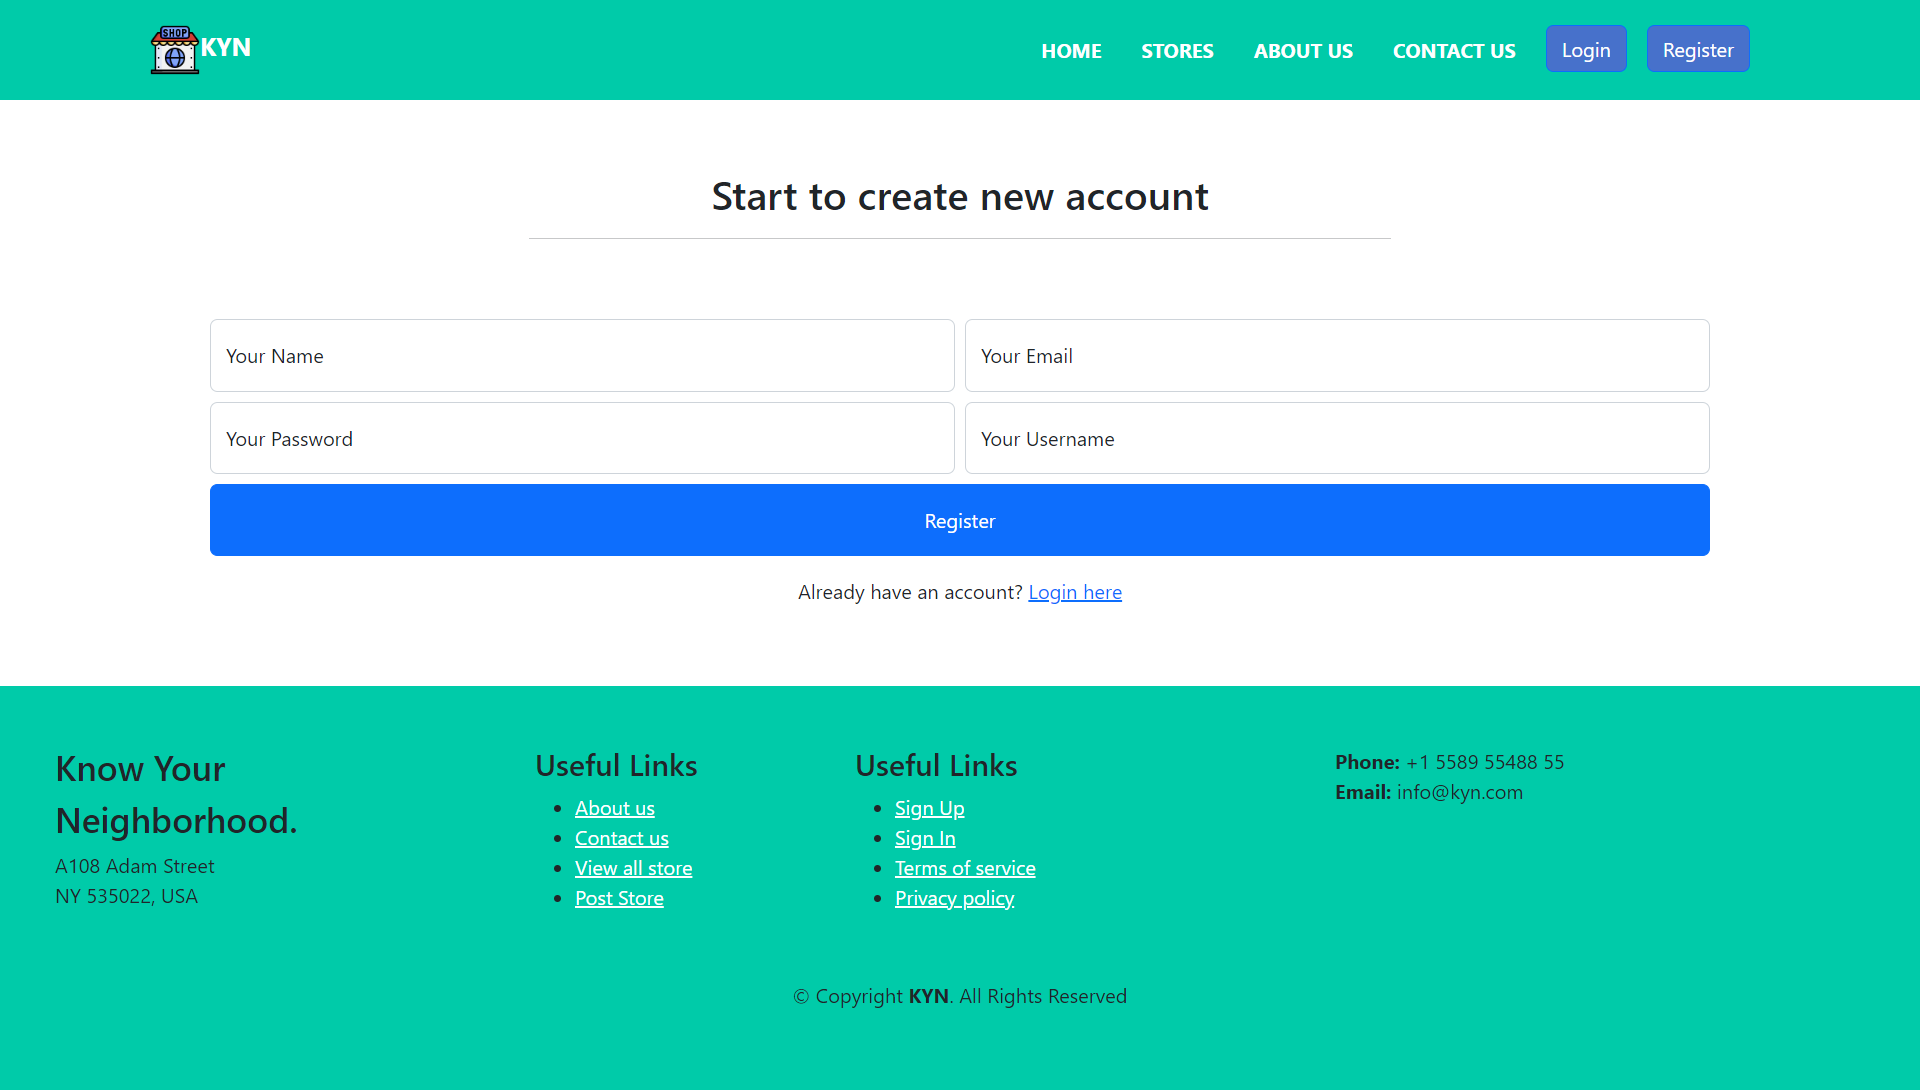 SHOP
KYN
HOME
STORES
ABOUT US
CONTACT US
Login
Register
Start to create new account
Your Name
Your Email
Your Password
Your Username
Register
Already have an account? Login here
Know Your
Neighborhood.
A108 Adam Street
NY 535022, USA
Useful Links
About us
Contact us
View all store
Post Store
Useful Links
Sign Up
Sign In
Terms of service
Privacy policy
Phone: +1 5589 55488 55
Email: info@kyn.com
© Copyright KYN. All Rights Reserved